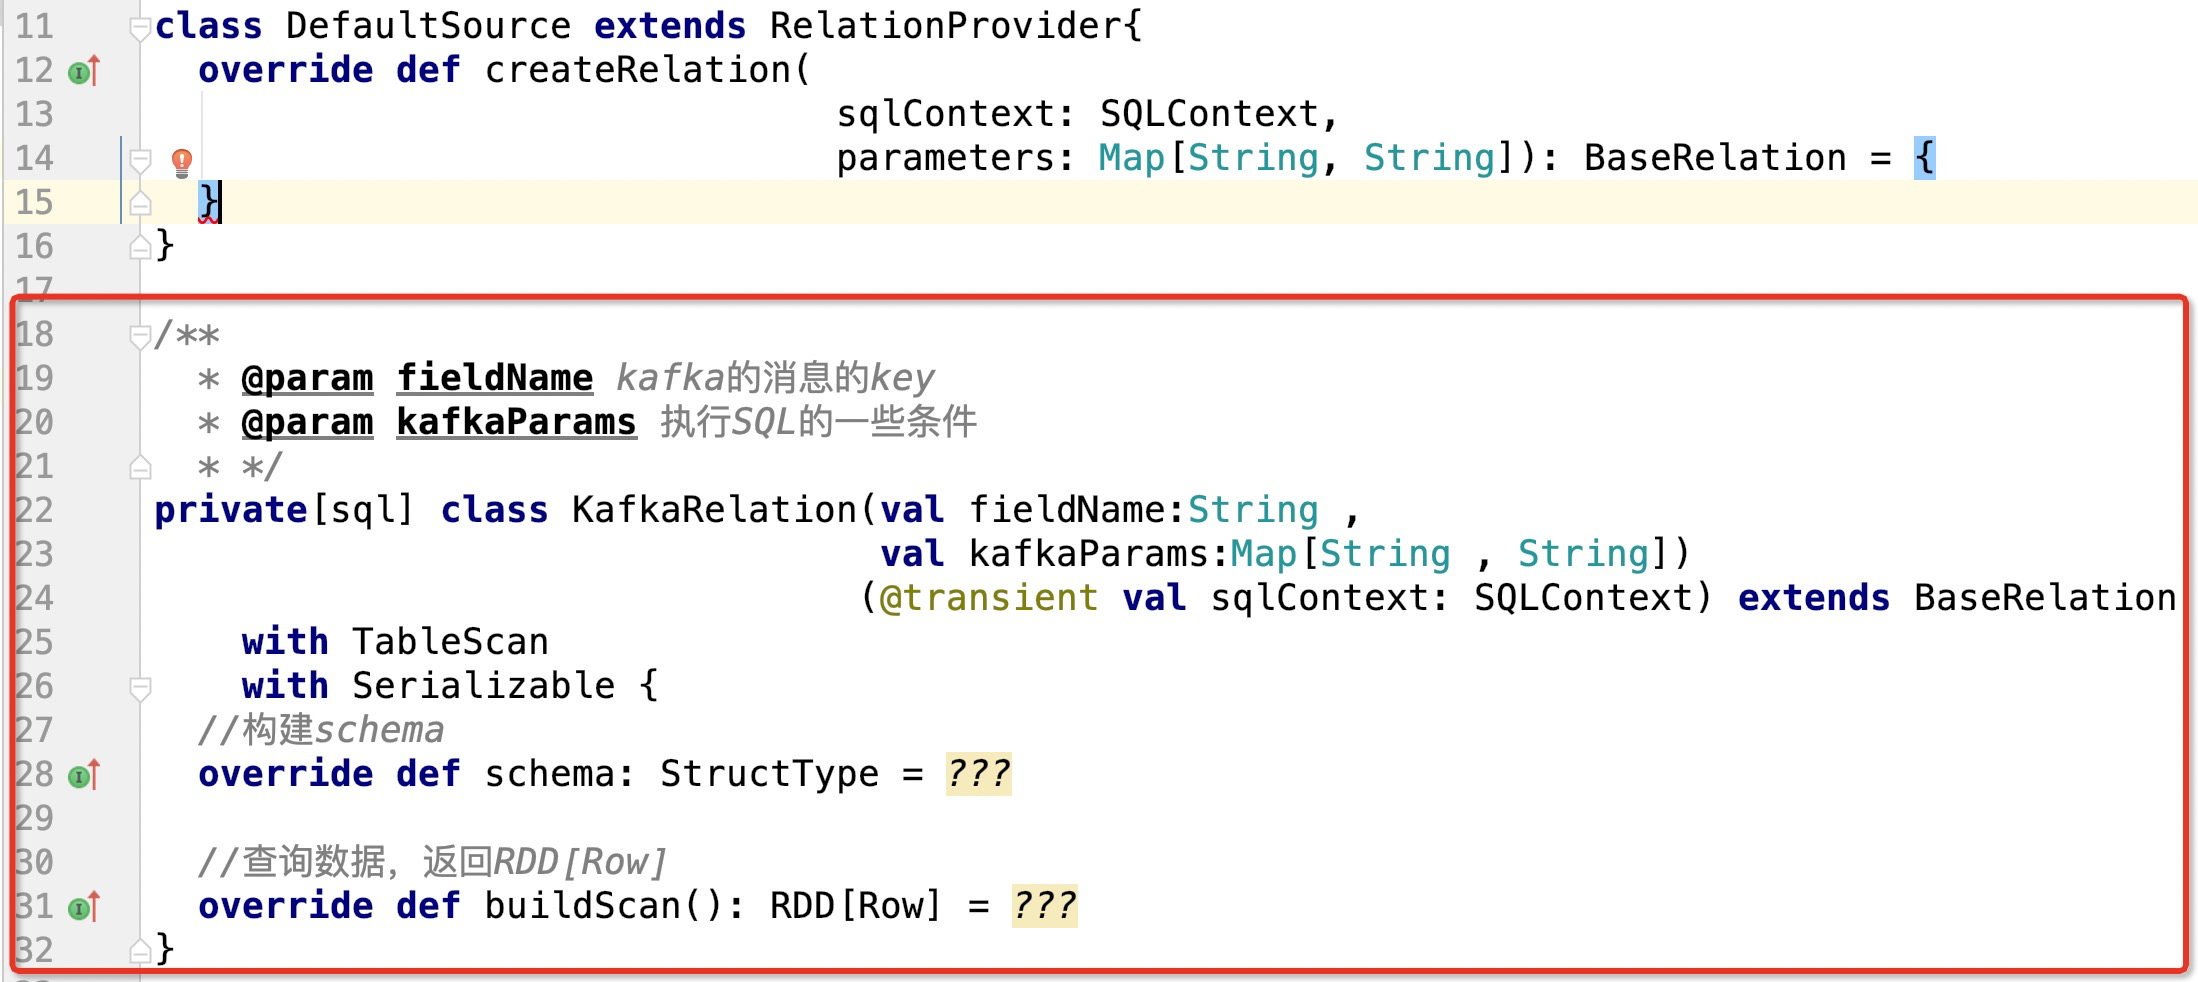 11 class DefaultSource extends RelationProvider{
12   override def createRelation(
13                                sqlContext: SQLContext,
14                                parameters: Map[String, String]): BaseRelation = {
15   }
16 }
17
18 /**
19   * @param fieldName kafka的消息的key
20   * @param kafkaParams 执行SQL的一些条件
21   * */
22 private[sql] class KafkaRelation(val fieldName:String ,
23                                  val kafkaParams:Map[String , String])
24                                 (@transient val sqlContext: SQLContext) extends BaseRelation
25     with TableScan
26     with Serializable {
27   //构建schema
28   override def schema: StructType = ???
29
30   //查询数据，返回RDD[Row]
31   override def buildScan(): RDD[Row] = ???
32 }